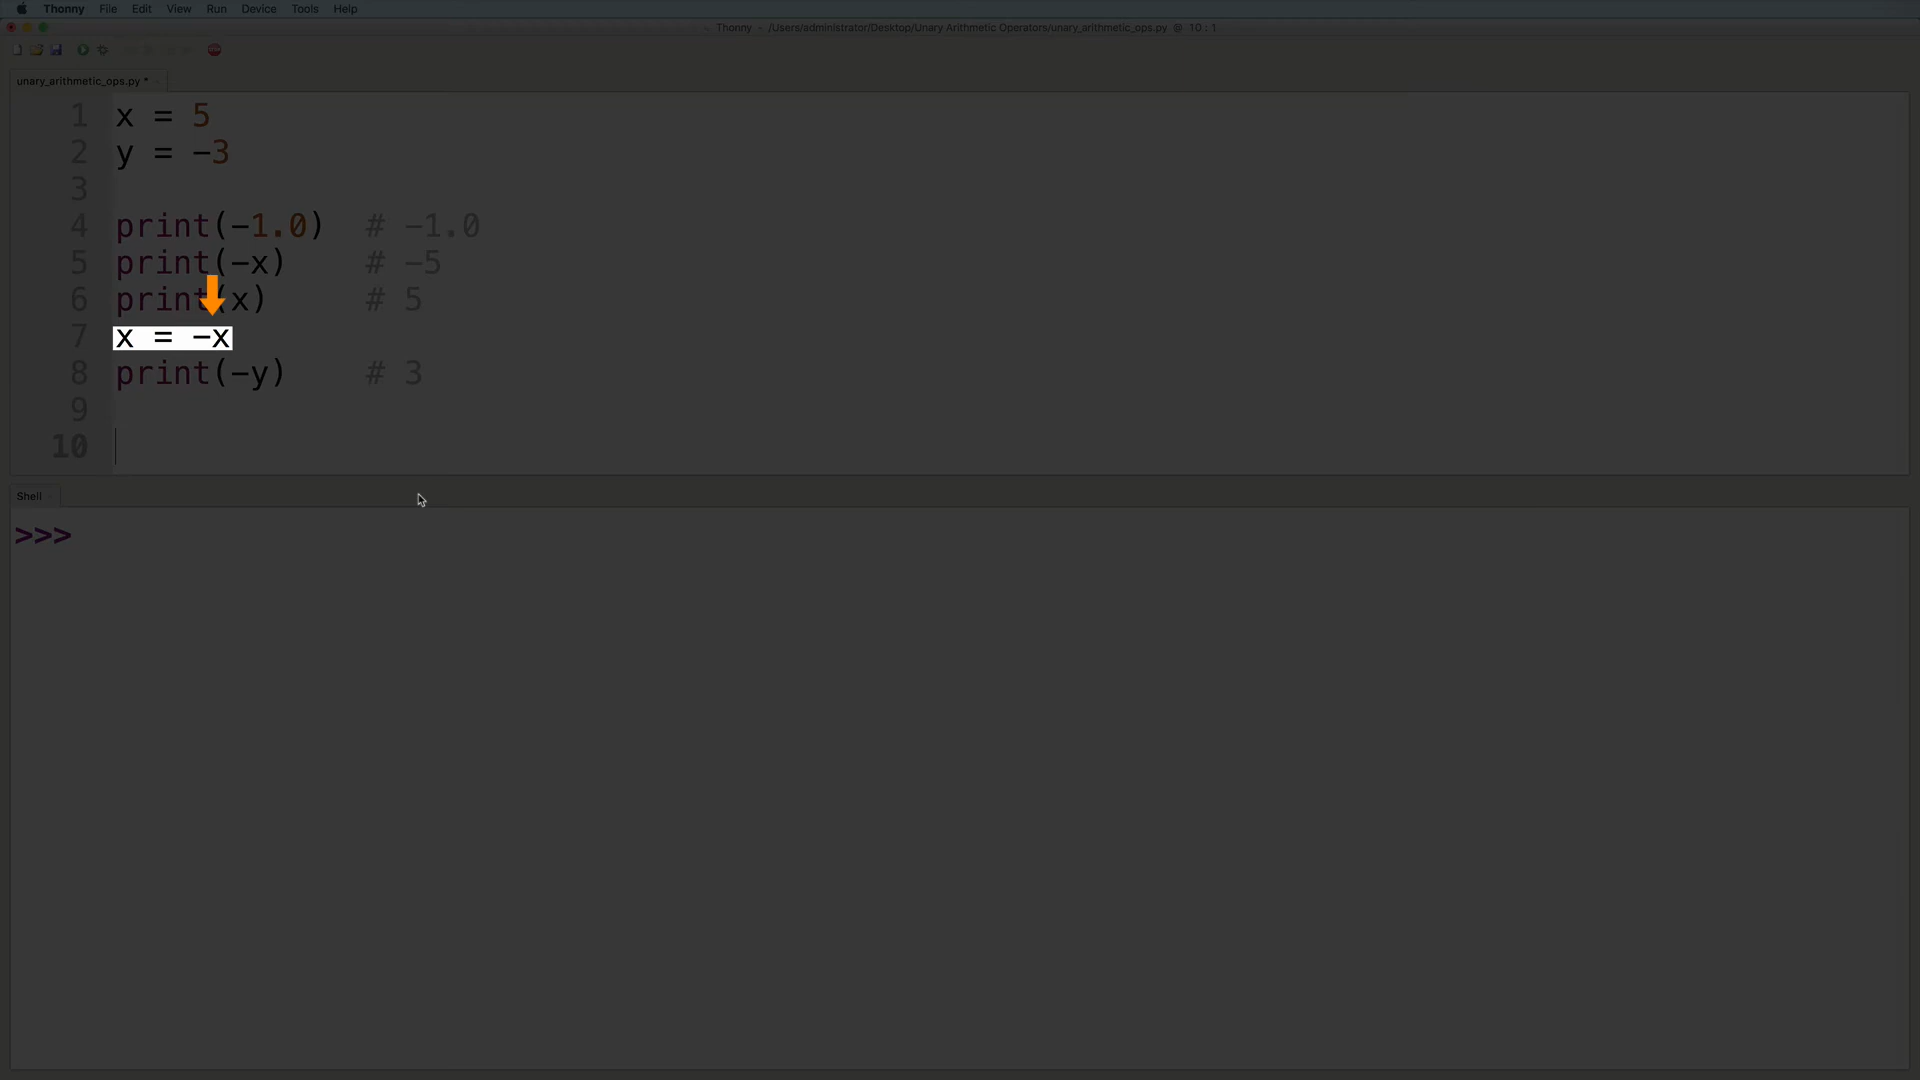 Thonny File Edit View Run Device Tools Help
Thonny - /Users/administrator/Desktop/Unary Arithmetic Operators/unary_arithmetic_ops.py @ 10 : 1
unary_arithmetic_ops.py *
1 x = 5
2 y = -3
3
4 print(-1.0)  # -1.0
5 print(-x)    # -5
6 print(x)     # 5
7 x = -x
8 print(-y)    # 3
9
10
Shell
>>>